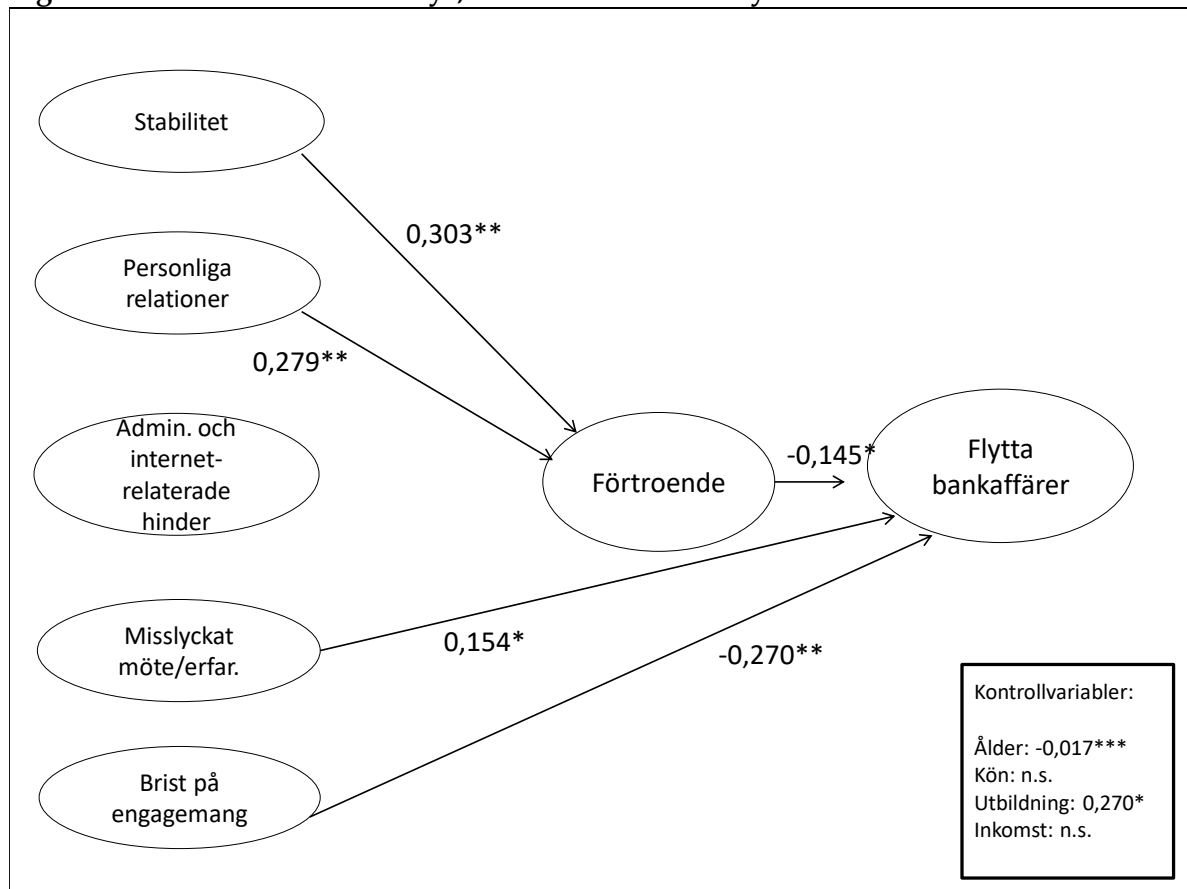 Stabilitet
0,303**
Personliga
relationer
0,279**
Admin. och
internet-
relaterade
hinder
Förtroende
-0,145*
Flytta
bankaffärer
Misslyckat
möte/erfar.
0,154*
-0,270**
Brist på
engagemang
Kontrollvariabler:
Ålder: -0,017***
Kön: n.s.
Utbildning: 0,270*
Inkomst: n.s.